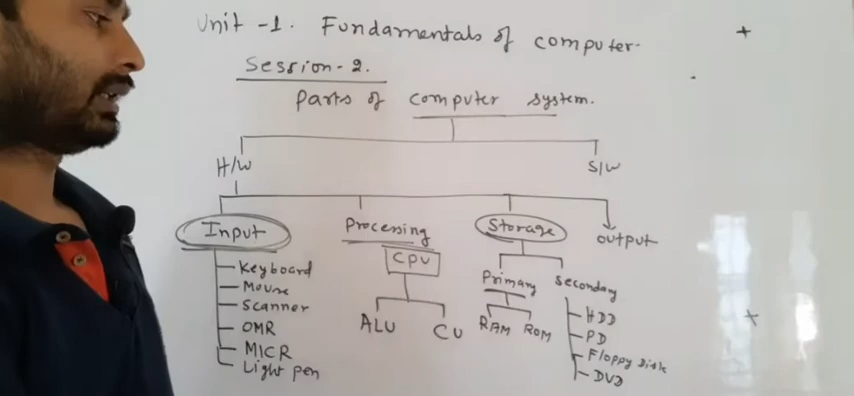 Unit -1. Fundamentals of computer.
Session-2.
Parts of computer system.
H/W
S/W
Input
Processing
Storage
output
Keyboard
Mouse
Scanner
OMR
MICR
Light pen
CPU
ALU
CU
Primary
RAM
ROM
Secondary
HDD
PD
Floppy Disk
DVD